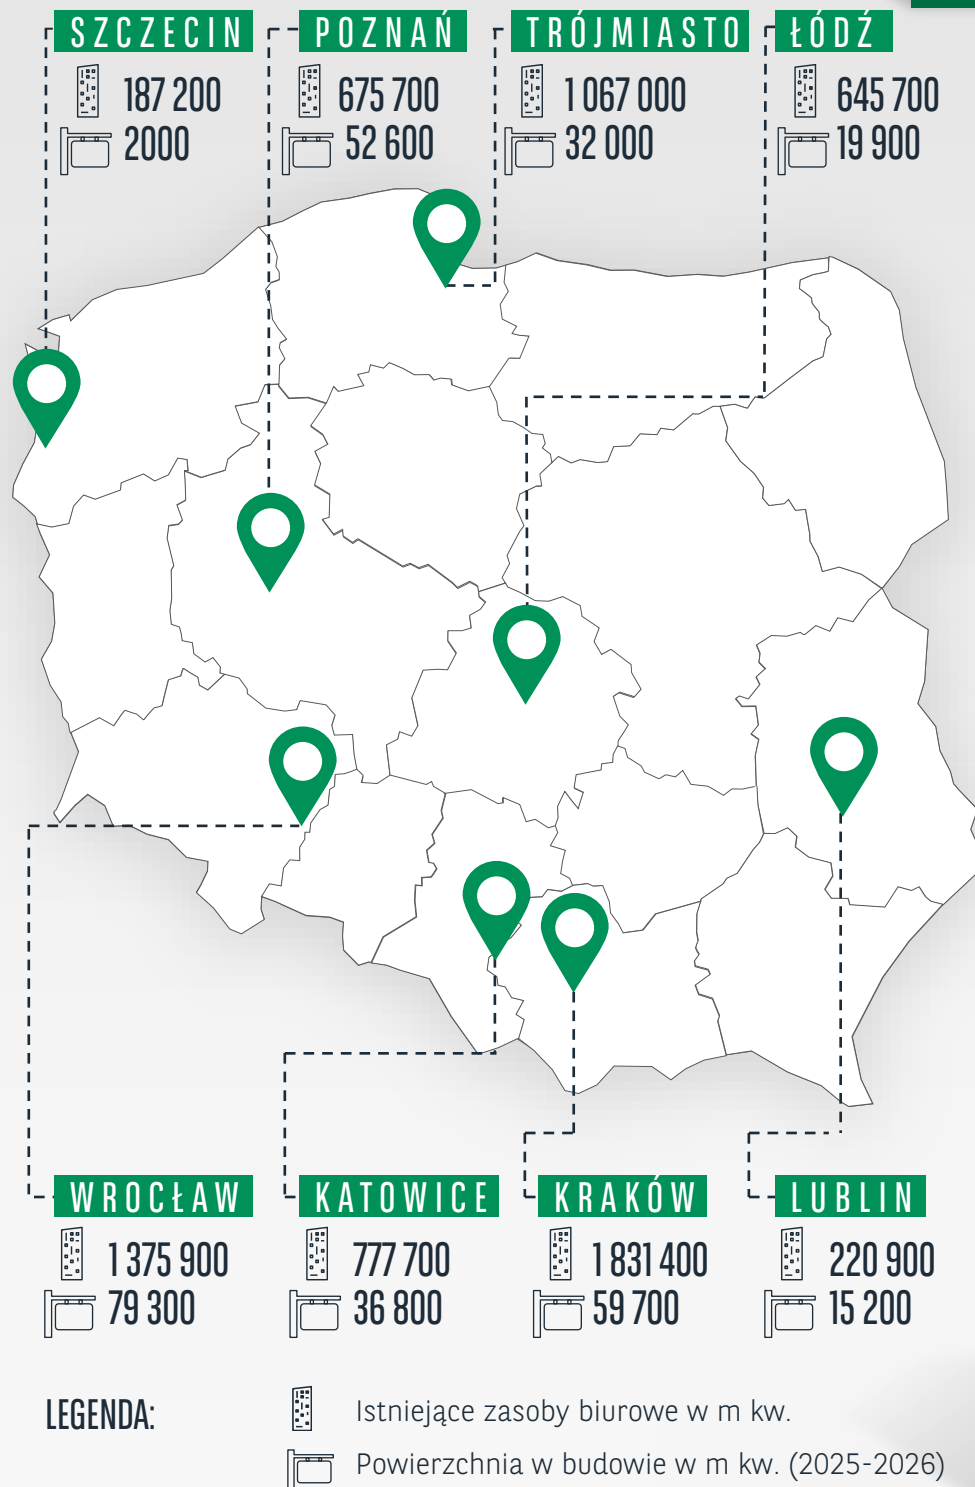 SZCZECIN
187 200
2000
POZNAŃ
675 700
52 600
TRÓJMIASTO
1 067 000
32 000
ŁÓDŹ
645 700
19 900
WROCŁAW
1 375 900
79 300
KATOWICE
777 700
36 800
KRAKÓW
1 831 400
59 700
LUBLIN
220 900
15 200
LEGENDA:
Istniejące zasoby biurowe w m kw.
Powierzchnia w budowie w m kw. (2025-2026)